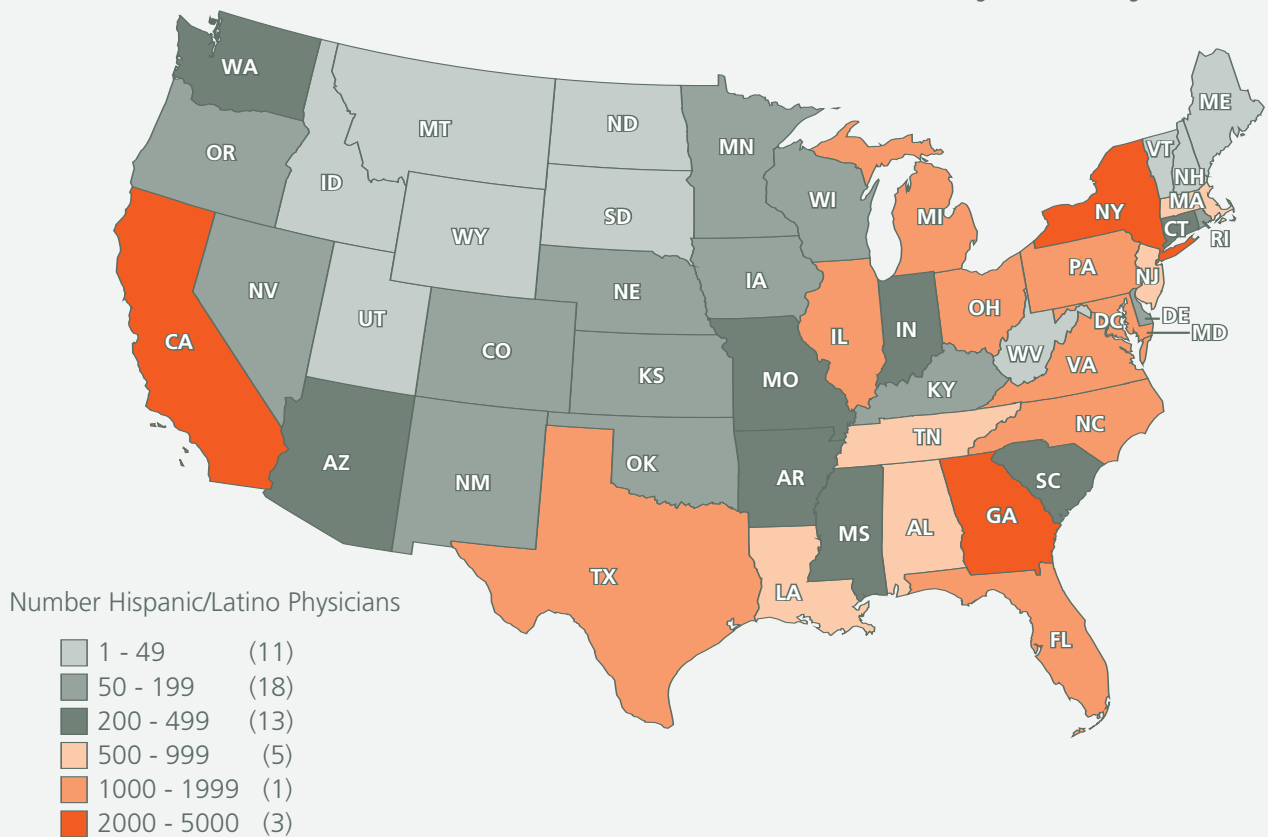 WA
MT
ND
MN
ME
OR
ID
SD
WI
VT
NH
MI
NY
MA
WY
CT
RI
IA
PA
NJ
NV
NE
OH
DE
UT
IL
IN
DC
MD
CA
CO
WV
VA
KS
MO
KY
NC
TN
AZ
OK
AR
SC
NM
GA
MS
AL
TX
LA
FL
Number Hispanic/Latino Physicians
1 - 49 (11)
50 - 199 (18)
200 - 499 (13)
500 - 999 (5)
1000 - 1999 (1)
2000 - 5000 (3)